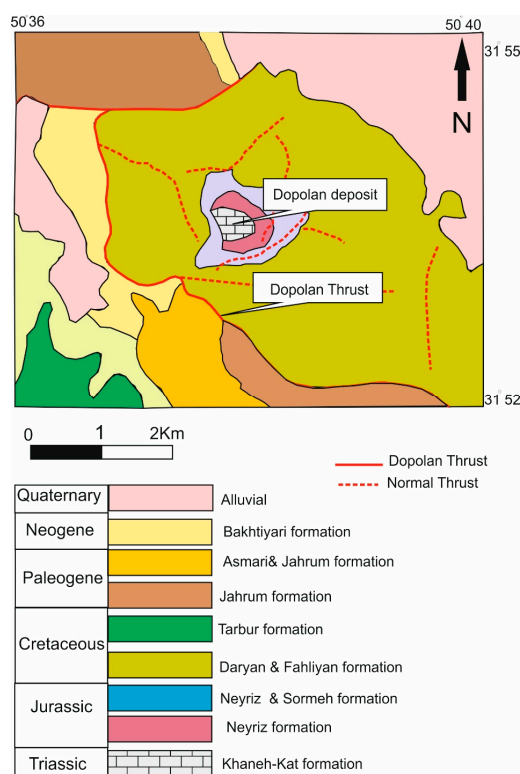 50 36
50 40
31 55
N
Dopolan deposit
Dopolan Thrust
31 52
0 1 2Km
Dopolan Thrust
Normal Thrust
Quaternary Alluvial
Neogene Bakhtiyari formation
Paleogene Asmari& Jahrum formation
Jahrum formation
Cretaceous Tarbur formation
Daryan & Fahliyan formation
Jurassic Neyriz & Sormeh formation
Neyriz formation
Triassic Khaneh-Kat formation